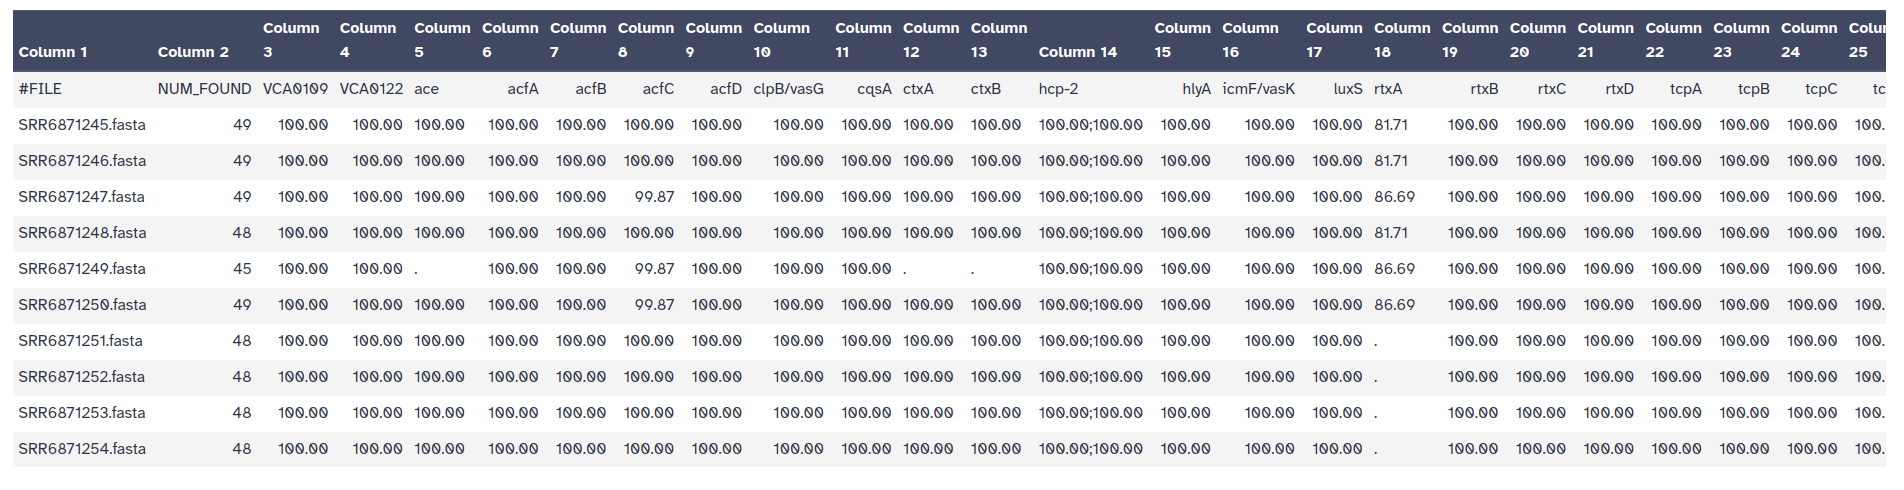 Column 1 Column 2 Column 3 Column 4 Column 5 Column 6 Column 7 Column 8 Column 9 Column 10 Column 11 Column 12 Column 13 Column 14 Column 15 Column 16 Column 17 Column 18 Column 19 Column 20 Column 21 Column 22 Column 23 Column 24 Colur 25
#FILE NUM_FOUND VCA0109 VCA0122 ace acfA acfB acfC acfD clpB/vasG cqsA ctxA ctxB hcp-2 hlyA icmF/vasK luxS rtxA rtxB rtxC rtxD tcpA tcpB tcpC tc
SRR6871245.fasta 49 100.00 100.00 100.00 100.00 100.00 100.00 100.00 100.00 100.00 100.00 100.00 100.00;100.00 100.00 100.00 100.00 81.71 100.00 100.00 100.00 100.00 100.00 100.00 100.
SRR6871246.fasta 49 100.00 100.00 100.00 100.00 100.00 100.00 100.00 100.00 100.00 100.00 100.00 100.00;100.00 100.00 100.00 100.00 81.71 100.00 100.00 100.00 100.00 100.00 100.00 100.
SRR6871247.fasta 49 100.00 100.00 100.00 100.00 100.00 99.87 100.00 100.00 100.00 100.00 100.00 100.00;100.00 100.00 100.00 100.00 86.69 100.00 100.00 100.00 100.00 100.00 100.00 100.
SRR6871248.fasta 48 100.00 100.00 100.00 100.00 100.00 100.00 100.00 100.00 100.00 100.00 100.00 100.00;100.00 100.00 100.00 100.00 81.71 100.00 100.00 100.00 100.00 100.00 100.00 100.
SRR6871249.fasta 45 100.00 100.00 . 100.00 100.00 99.87 100.00 100.00 100.00 . . 100.00;100.00 100.00 100.00 100.00 86.69 100.00 100.00 100.00 100.00 100.00 100.00 100.
SRR6871250.fasta 49 100.00 100.00 100.00 100.00 100.00 99.87 100.00 100.00 100.00 100.00 100.00 100.00;100.00 100.00 100.00 100.00 86.69 100.00 100.00 100.00 100.00 100.00 100.00 100.
SRR6871251.fasta 48 100.00 100.00 100.00 100.00 100.00 100.00 100.00 100.00 100.00 100.00 100.00 100.00;100.00 100.00 100.00 100.00 . 100.00 100.00 100.00 100.00 100.00 100.00 100.
SRR6871252.fasta 48 100.00 100.00 100.00 100.00 100.00 100.00 100.00 100.00 100.00 100.00 100.00 100.00;100.00 100.00 100.00 100.00 . 100.00 100.00 100.00 100.00 100.00 100.00 100.
SRR6871253.fasta 48 100.00 100.00 100.00 100.00 100.00 100.00 100.00 100.00 100.00 100.00 100.00 100.00;100.00 100.00 100.00 100.00 . 100.00 100.00 100.00 100.00 100.00 100.00 100.
SRR6871254.fasta 48 100.00 100.00 100.00 100.00 100.00 100.00 100.00 100.00 100.00 100.00 100.00 100.00;100.00 100.00 100.00 100.00 . 100.00 100.00 100.00 100.00 100.00 100.00 100.